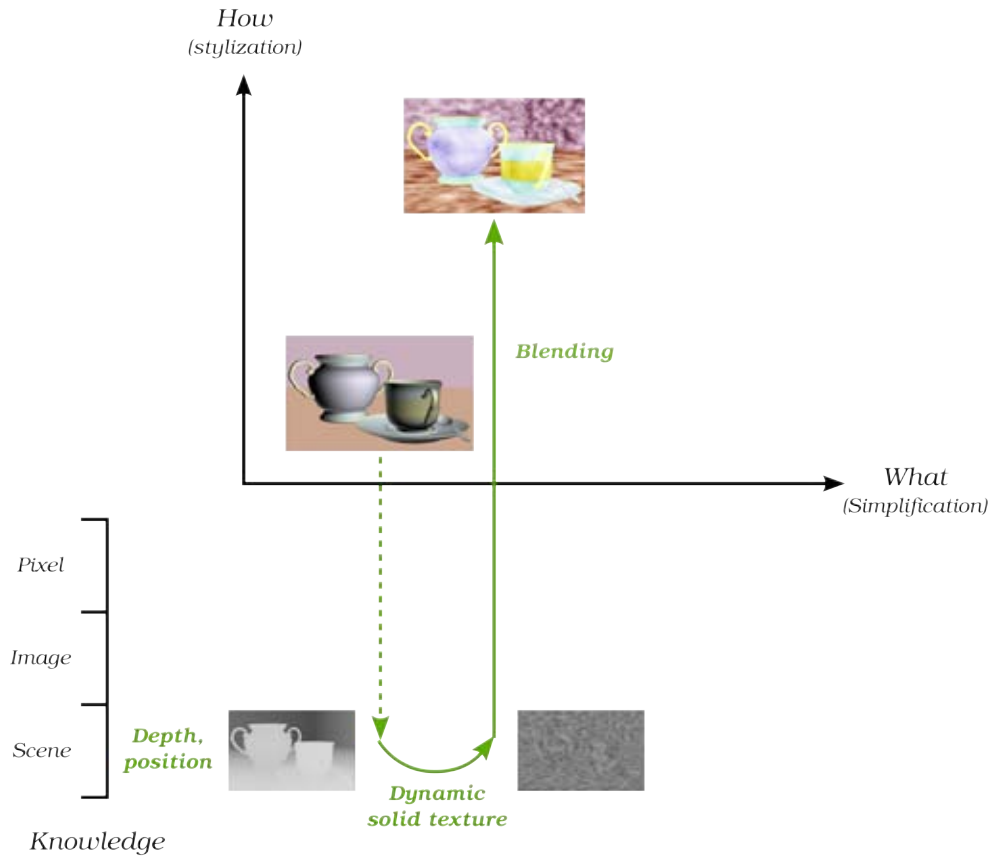 How
(stylization)
Blending
What
(Simplification)
Pixel
Image
Scene
Depth,
position
Dynamic
solid texture
Knowledge